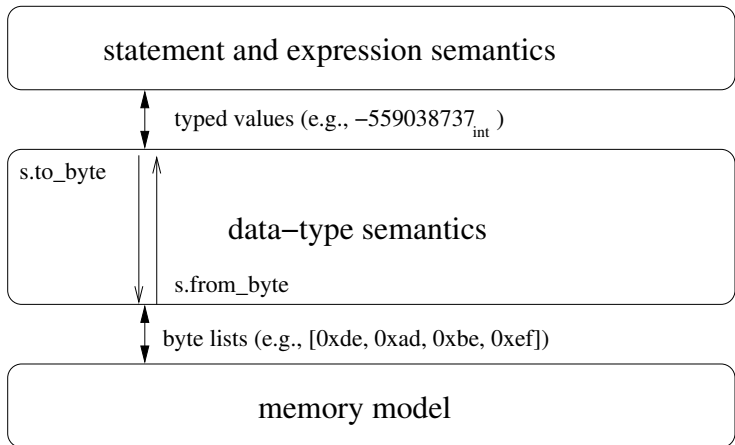 statement and expression semantics
typed values (e.g., −559038737int )
s.to_byte
data−type semantics
s.from_byte
byte lists (e.g., [0xde, 0xad, 0xbe, 0xef])
memory model